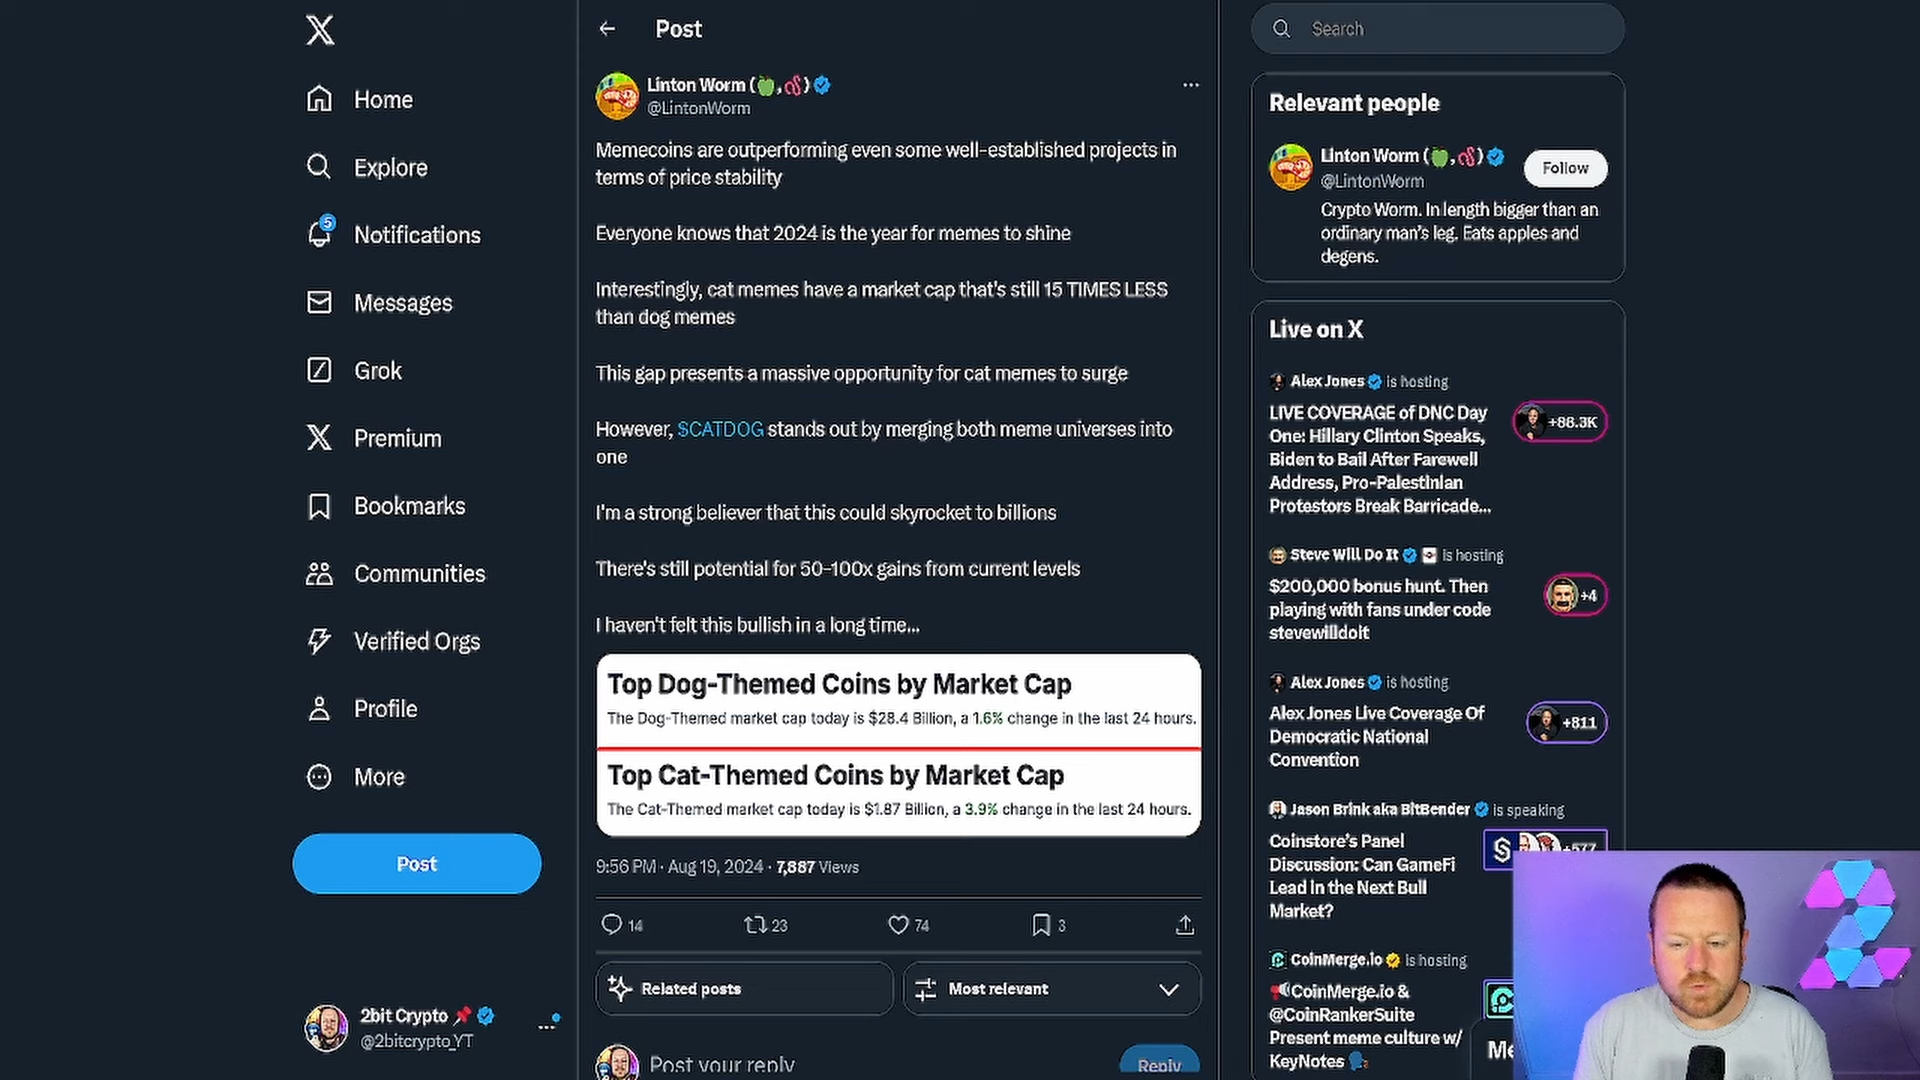 Home
Explore
5
Notifications
Messages
Grok
Premium
Bookmarks
Communities
Verified Orgs
Profile
More
Post
2bit Crypto
@2bitcrypto_YT
Post
Linton Worm (🍏,🪱)
@LintonWorm
Memecoins are outperforming even some well-established projects in
terms of price stability
Everyone knows that 2024 is the year for memes to shine
Interestingly, cat memes have a market cap that's still 15 TIMES LESS
than dog memes
This gap presents a massive opportunity for cat memes to surge
However, $CATDOG stands out by merging both meme universes into
one
I'm a strong believer that this could skyrocket to billions
There's still potential for 50-100x gains from current levels
I haven't felt this bullish in a long time...
Top Dog-Themed Coins by Market Cap
The Dog-Themed market cap today is $28.4 Billion, a 1.6% change in the last 24 hours.
Top Cat-Themed Coins by Market Cap
The Cat-Themed market cap today is $1.87 Billion, a 3.9% change in the last 24 hours.
9:56 PM · Aug 19, 2024 · 7,887 Views
14 23 74 3
Related posts
Most relevant
Post your reply
Reply
Search
Relevant people
Linton Worm (🍏,🪱)
@LintonWorm
Follow
Crypto Worm. In length bigger than an
ordinary man's leg. Eats apples and
degens.
Live on X
Alex Jones is hosting
LIVE COVERAGE of DNC Day
One: Hillary Clinton Speaks,
Biden to Bail After Farewell
Address, Pro-Palestinian
Protestors Break Barricade...
+88.3K
Steve Will Do It is hosting
$200,000 bonus hunt. Then
playing with fans under code
stevewilldoit
+4
Alex Jones is hosting
Alex Jones Live Coverage Of
Democratic National
Convention
+811
Jason Brink aka BitBender is speaking
Coinstore's Panel
Discussion: Can GameFi
Lead in the Next Bull
Market?
+577
CoinMerge.io is hosting
CoinMerge.io &
@CoinRankerSuite
Present meme culture w/
KeyNotes